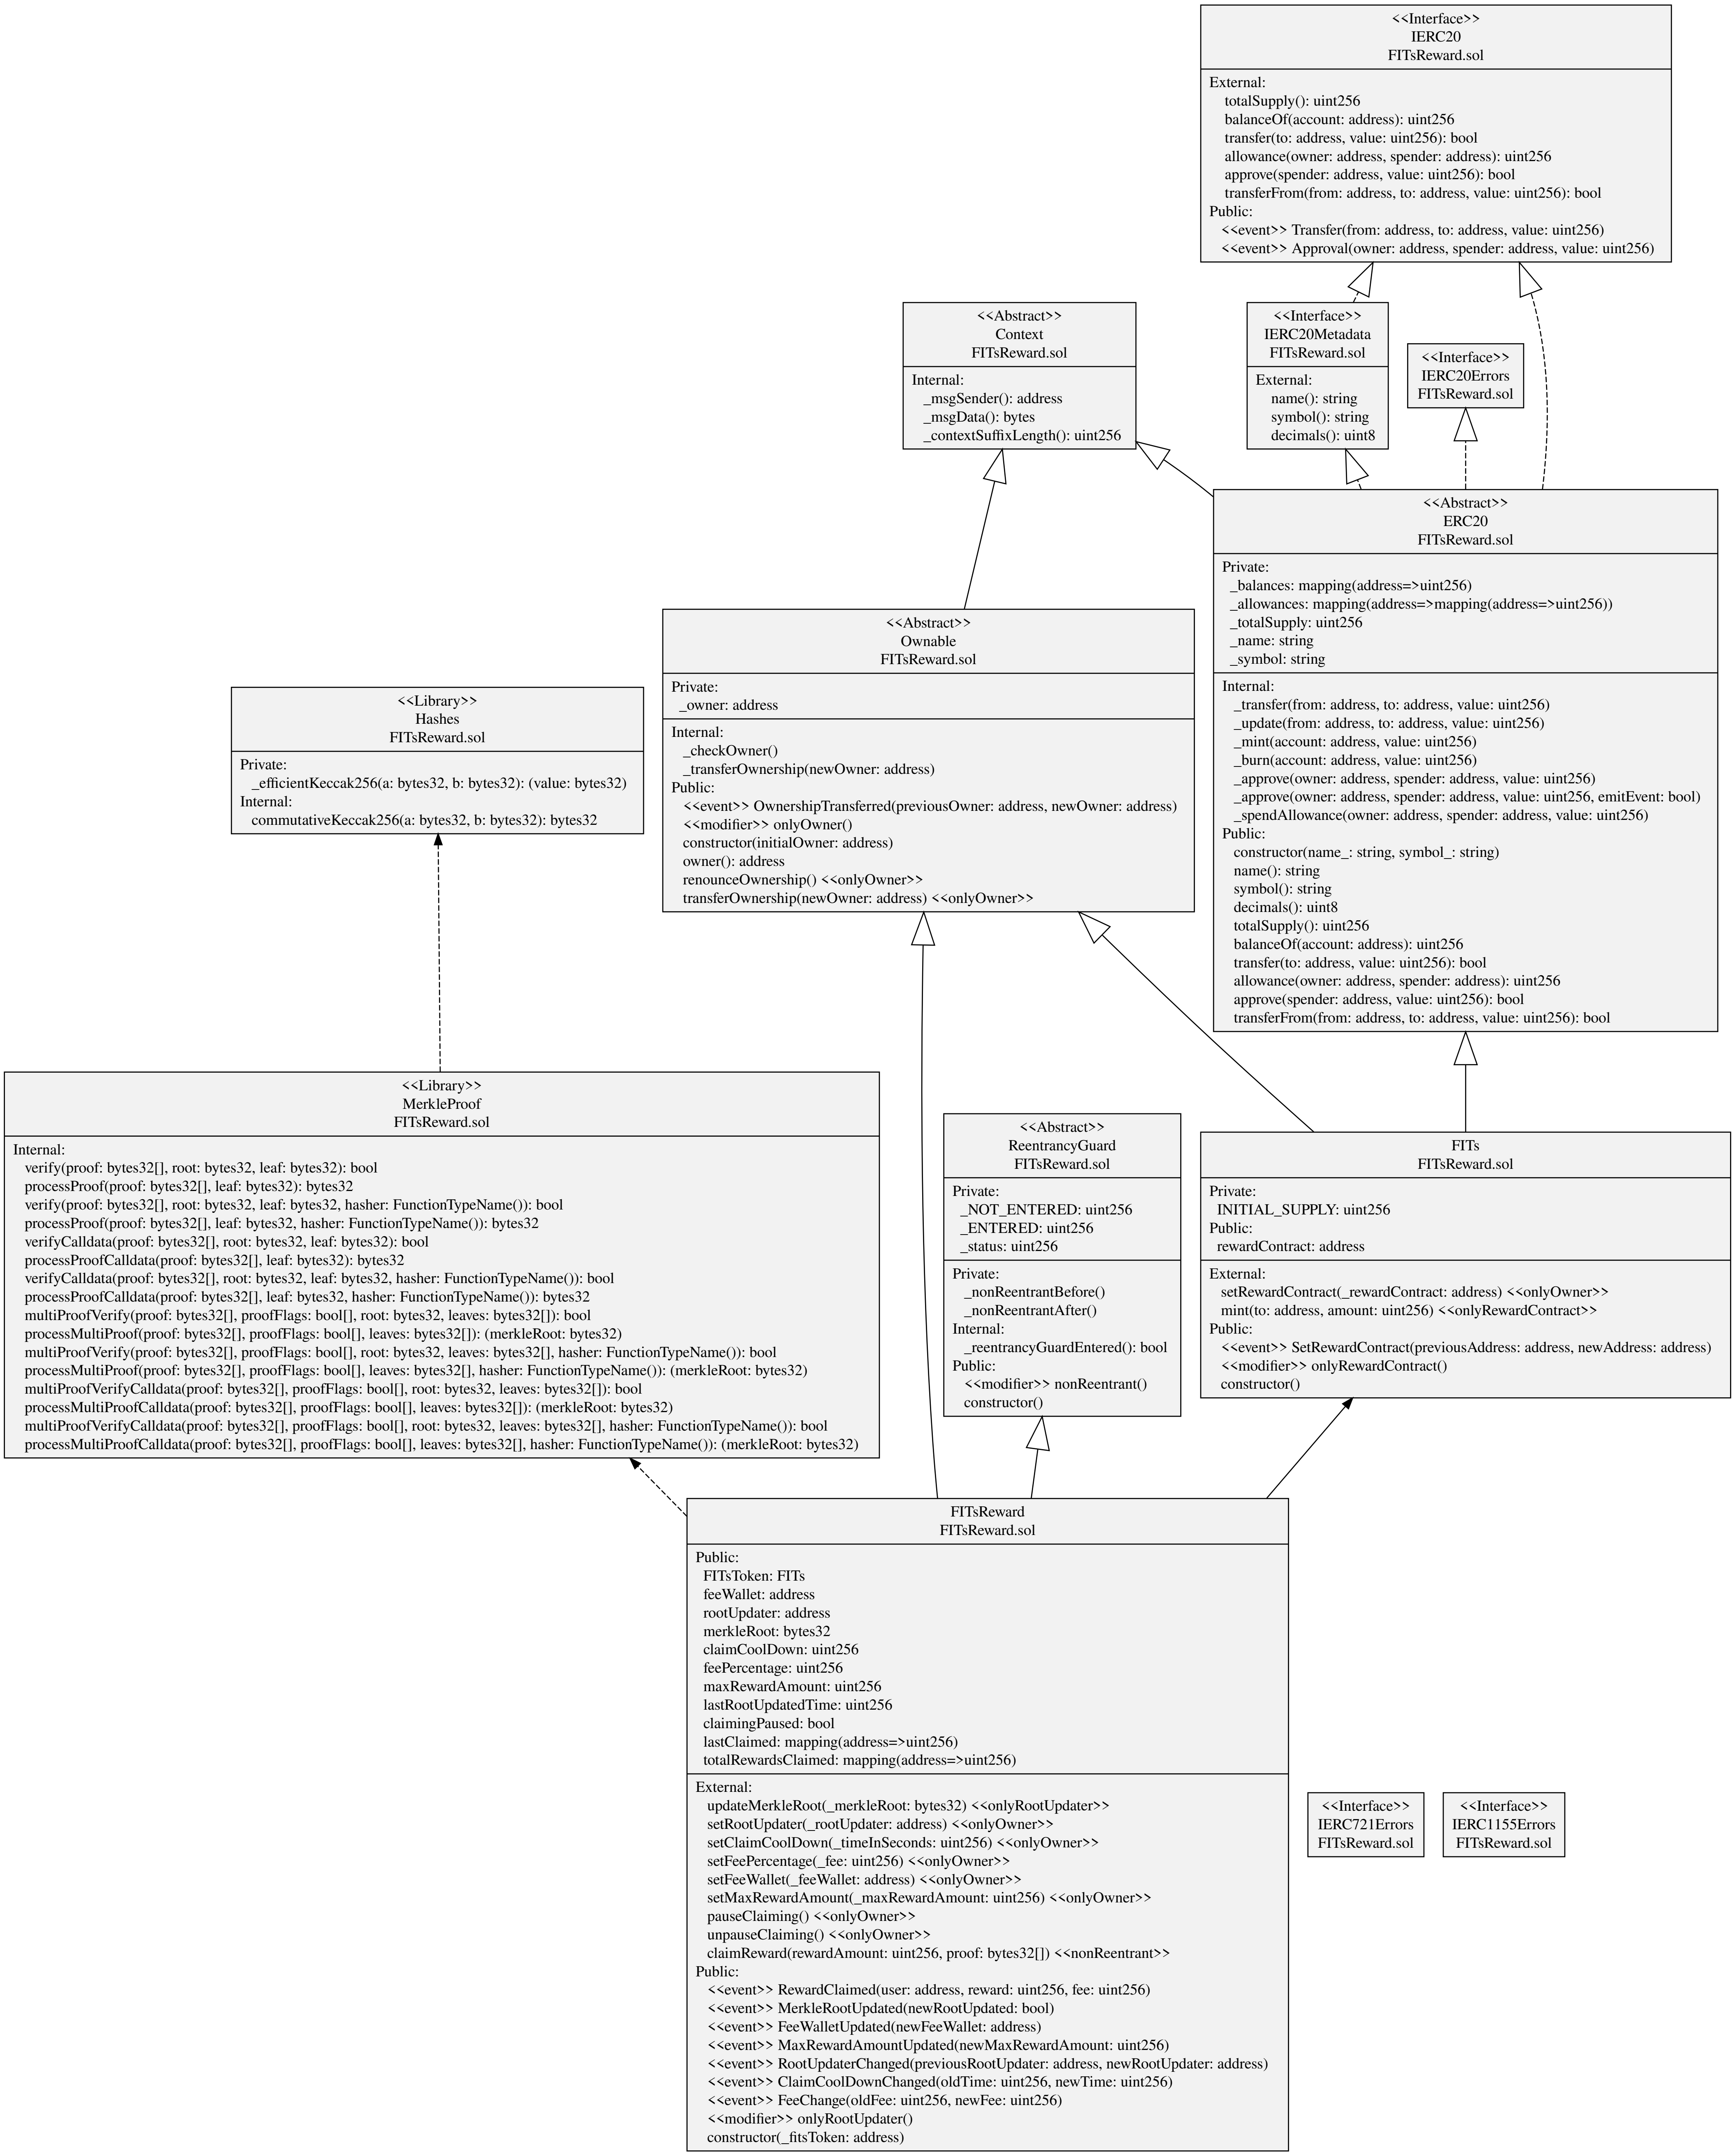 <<Interface>>
IERC20
FITsReward.sol
External:
totalSupply(): uint256
balanceOf(account: address): uint256
transfer(to: address, value: uint256): bool
allowance(owner: address, spender: address): uint256
approve(spender: address, value: uint256): bool
transferFrom(from: address, to: address, value: uint256): bool
Public:
<<event>> Transfer(from: address, to: address, value: uint256)
<<event>> Approval(owner: address, spender: address, value: uint256)
<<Abstract>>
Context
FITsReward.sol
Internal:
_msgSender(): address
_msgData(): bytes
_contextSuffixLength(): uint256
<<Interface>>
IERC20Metadata
FITsReward.sol
External:
name(): string
symbol(): string
decimals(): uint8
<<Interface>>
IERC20Errors
FITsReward.sol
<<Abstract>>
ERC20
FITsReward.sol
Private:
_balances: mapping(address=>uint256)
_allowances: mapping(address=>mapping(address=>uint256))
_totalSupply: uint256
_name: string
_symbol: string
Internal:
_transfer(from: address, to: address, value: uint256)
_update(from: address, to: address, value: uint256)
_mint(account: address, value: uint256)
_burn(account: address, value: uint256)
_approve(owner: address, spender: address, value: uint256)
_approve(owner: address, spender: address, value: uint256, emitEvent: bool)
_spendAllowance(owner: address, spender: address, value: uint256)
Public:
constructor(name_: string, symbol_: string)
name(): string
symbol(): string
decimals(): uint8
totalSupply(): uint256
balanceOf(account: address): uint256
transfer(to: address, value: uint256): bool
allowance(owner: address, spender: address): uint256
approve(spender: address, value: uint256): bool
transferFrom(from: address, to: address, value: uint256): bool
<<Abstract>>
Ownable
FITsReward.sol
Private:
_owner: address
Internal:
_checkOwner()
_transferOwnership(newOwner: address)
Public:
<<event>> OwnershipTransferred(previousOwner: address, newOwner: address)
<<modifier>> onlyOwner()
constructor(initialOwner: address)
owner(): address
renounceOwnership() <<onlyOwner>>
transferOwnership(newOwner: address) <<onlyOwner>>
<<Library>>
Hashes
FITsReward.sol
Private:
_efficientKeccak256(a: bytes32, b: bytes32): (value: bytes32)
Internal:
commutativeKeccak256(a: bytes32, b: bytes32): bytes32
<<Library>>
MerkleProof
FITsReward.sol
Internal:
verify(proof: bytes32[], root: bytes32, leaf: bytes32): bool
processProof(proof: bytes32[], leaf: bytes32): bytes32
verify(proof: bytes32[], root: bytes32, leaf: bytes32, hasher: FunctionTypeName()): bool
processProof(proof: bytes32[], leaf: bytes32, hasher: FunctionTypeName()): bytes32
verifyCalldata(proof: bytes32[], root: bytes32, leaf: bytes32): bool
processProofCalldata(proof: bytes32[], leaf: bytes32): bytes32
verifyCalldata(proof: bytes32[], root: bytes32, leaf: bytes32, hasher: FunctionTypeName()): bool
processProofCalldata(proof: bytes32[], leaf: bytes32, hasher: FunctionTypeName()): bytes32
multiProofVerify(proof: bytes32[], proofFlags: bool[], root: bytes32, leaves: bytes32[]): bool
processMultiProof(proof: bytes32[], proofFlags: bool[], leaves: bytes32[]): (merkleRoot: bytes32)
multiProofVerify(proof: bytes32[], proofFlags: bool[], root: bytes32, leaves: bytes32[], hasher: FunctionTypeName()): bool
processMultiProof(proof: bytes32[], proofFlags: bool[], leaves: bytes32[], hasher: FunctionTypeName()): (merkleRoot: bytes32)
multiProofVerifyCalldata(proof: bytes32[], proofFlags: bool[], root: bytes32, leaves: bytes32[]): bool
processMultiProofCalldata(proof: bytes32[], proofFlags: bool[], leaves: bytes32[]): (merkleRoot: bytes32)
multiProofVerifyCalldata(proof: bytes32[], proofFlags: bool[], root: bytes32, leaves: bytes32[], hasher: FunctionTypeName()): bool
processMultiProofCalldata(proof: bytes32[], proofFlags: bool[], leaves: bytes32[], hasher: FunctionTypeName()): (merkleRoot: bytes32)
<<Abstract>>
ReentrancyGuard
FITsReward.sol
Private:
_NOT_ENTERED: uint256
_ENTERED: uint256
_status: uint256
Private:
_nonReentrantBefore()
_nonReentrantAfter()
Internal:
_reentrancyGuardEntered(): bool
Public:
<<modifier>> nonReentrant()
constructor()
FITs
FITsReward.sol
Private:
INITIAL_SUPPLY: uint256
Public:
rewardContract: address
External:
setRewardContract(_rewardContract: address) <<onlyOwner>>
mint(to: address, amount: uint256) <<onlyRewardContract>>
Public:
<<event>> SetRewardContract(previousAddress: address, newAddress: address)
<<modifier>> onlyRewardContract()
constructor()
FITsReward
FITsReward.sol
Public:
FITsToken: FITs
feeWallet: address
rootUpdater: address
merkleRoot: bytes32
claimCoolDown: uint256
feePercentage: uint256
maxRewardAmount: uint256
lastRootUpdatedTime: uint256
claimingPaused: bool
lastClaimed: mapping(address=>uint256)
totalRewardsClaimed: mapping(address=>uint256)
External:
updateMerkleRoot(_merkleRoot: bytes32) <<onlyRootUpdater>>
setRootUpdater(_rootUpdater: address) <<onlyOwner>>
setClaimCoolDown(_timeInSeconds: uint256) <<onlyOwner>>
setFeePercentage(_fee: uint256) <<onlyOwner>>
setFeeWallet(_feeWallet: address) <<onlyOwner>>
setMaxRewardAmount(_maxRewardAmount: uint256) <<onlyOwner>>
pauseClaiming() <<onlyOwner>>
unpauseClaiming() <<onlyOwner>>
claimReward(rewardAmount: uint256, proof: bytes32[]) <<nonReentrant>>
Public:
<<event>> RewardClaimed(user: address, reward: uint256, fee: uint256)
<<event>> MerkleRootUpdated(newRootUpdated: bool)
<<event>> FeeWalletUpdated(newFeeWallet: address)
<<event>> MaxRewardAmountUpdated(newMaxRewardAmount: uint256)
<<event>> RootUpdaterChanged(previousRootUpdater: address, newRootUpdater: address)
<<event>> ClaimCoolDownChanged(oldTime: uint256, newTime: uint256)
<<event>> FeeChange(oldFee: uint256, newFee: uint256)
<<modifier>> onlyRootUpdater()
constructor(_fitsToken: address)
<<Interface>>
IERC721Errors
FITsReward.sol
<<Interface>>
IERC1155Errors
FITsReward.sol